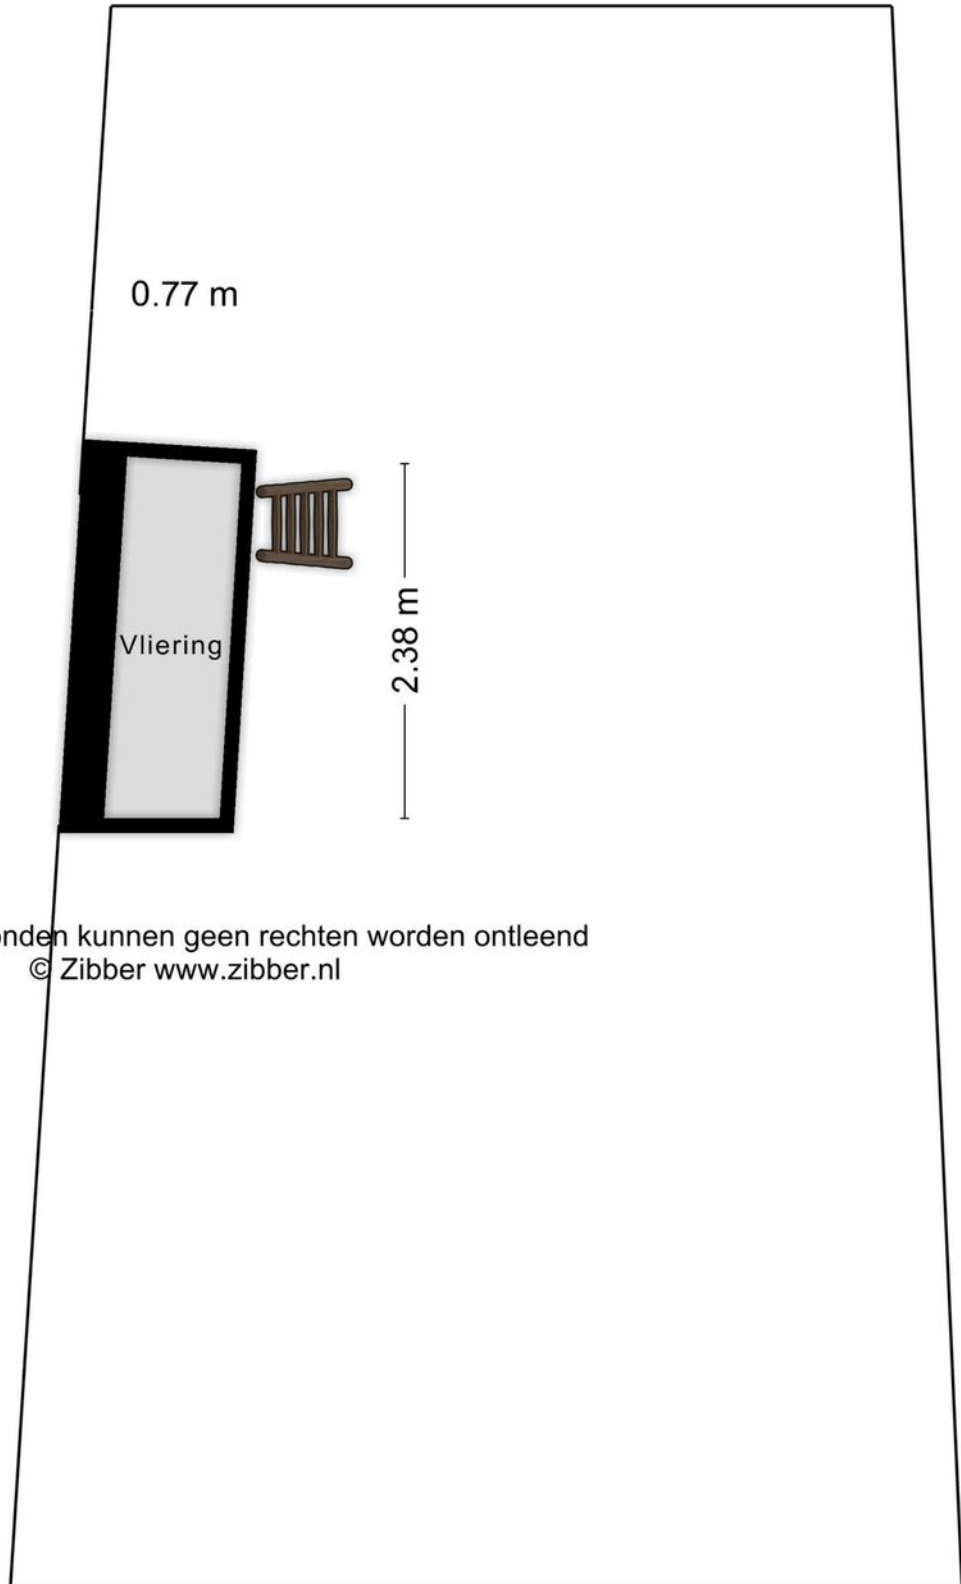 0.77 m
2.38 m
Vliering
kunnen geen rechten worden ontleend
© Zibber www.zibber.nl